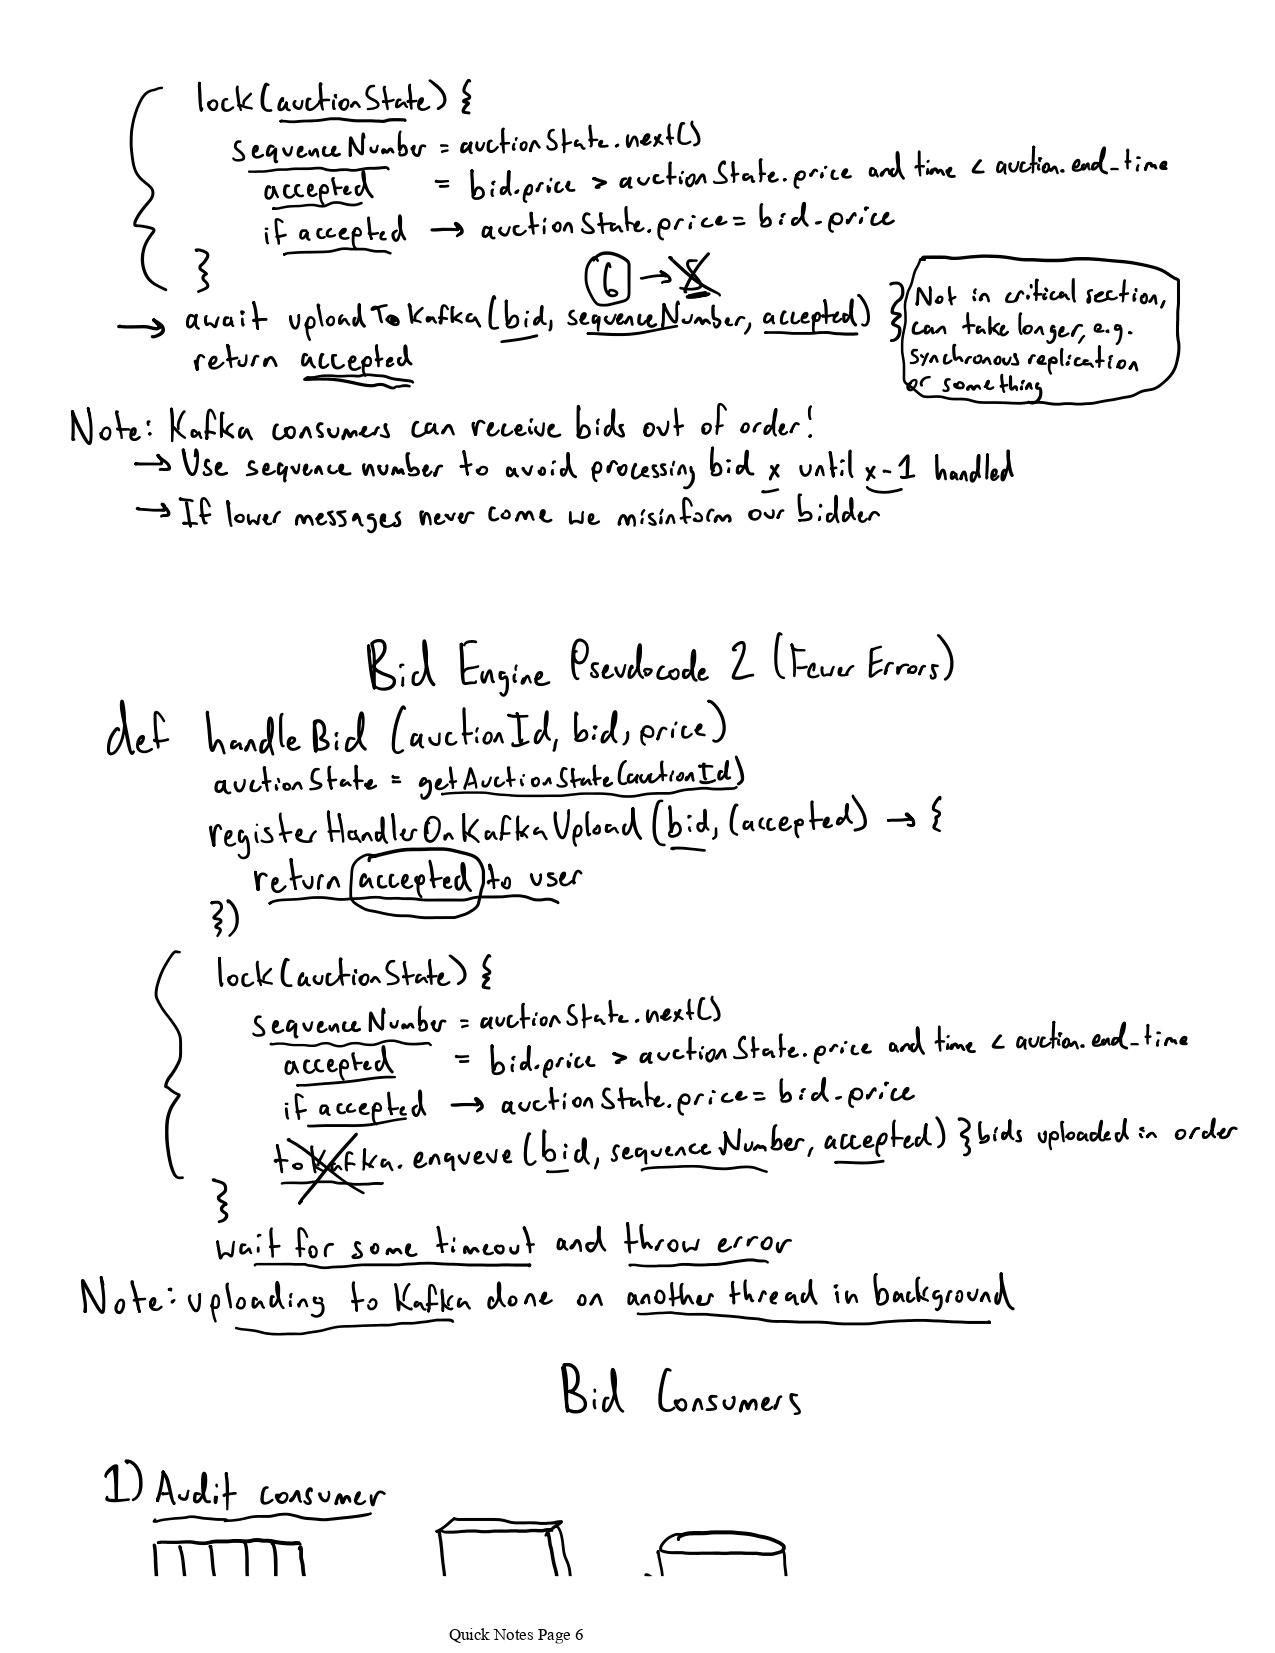 lock(auctionState) {
sequenceNumber = auctionState.next()
accepted = bid.price > auctionState.price and time < auction.end_time
if accepted → auctionState.price = bid.price
}
6 → 5
→ await uploadToKafka(bid, sequenceNumber, accepted) }
return accepted
Not in critical section,
can take longer, e.g.
synchronous replication
or something
Note: Kafka consumers can receive bids out of order!
→ Use sequence number to avoid processing bid x until x-1 handled
→ If lower messages never come we misinform our bidder
Bid Engine Pseudocode 2 (Fewer Errors)
def handleBid (auctionId, bid, price)
auctionState = getAuctionState(auctionId)
registerHandlerOnKafkaUpload (bid, (accepted) → {
return accepted to user
})
lock(auctionState) {
sequenceNumber = auctionState.next()
accepted = bid.price > auctionState.price and time < auction.end_time
if accepted → auctionState.price = bid.price
toKafka.enqueue(bid, sequenceNumber, accepted) } bids uploaded in order
}
wait for some timeout and throw error
Note: uploading to Kafka done on another thread in background
Bid Consumers
1) Audit consumer
Quick Notes Page 6